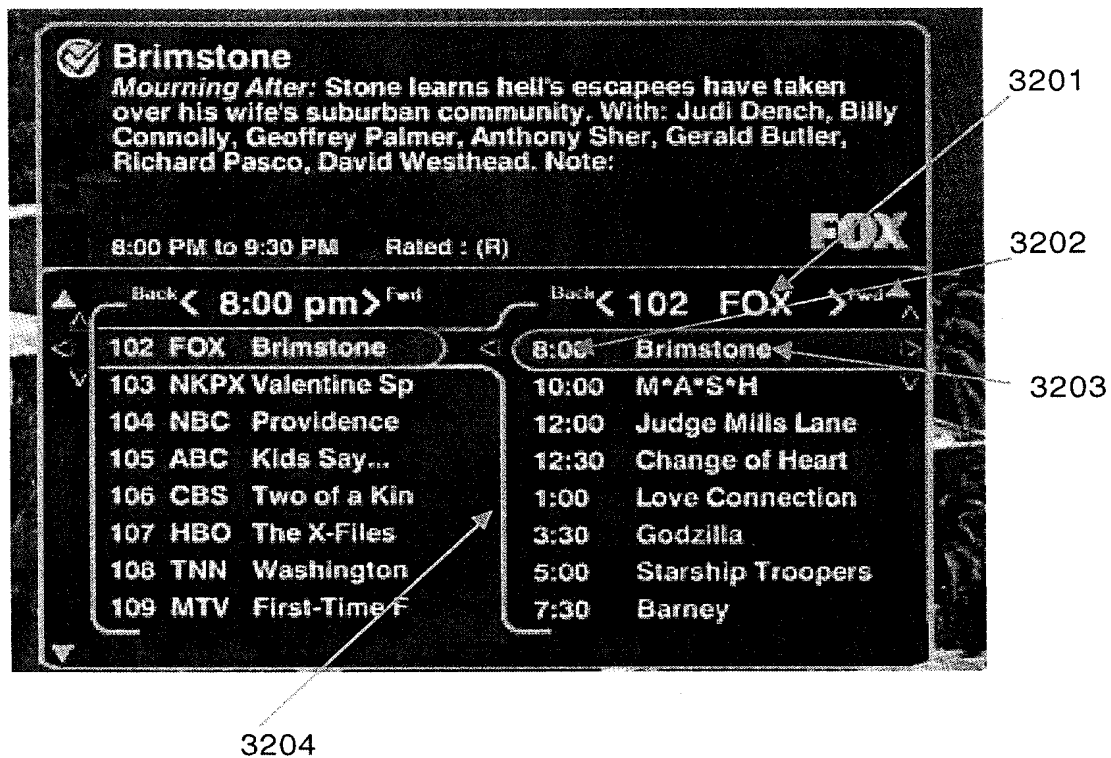 Brimstone
Mourning After: Stone learns hell's escapees have taken
over his wife's suburban community. With: Judi Dench, Billy
Connolly, Geoffrey Palmer, Anthony Sher, Gerald Butler,
Richard Pasco, David Westhead. Note:
FOX
8:00 PM to 9:30 PM Rated : (R)
Back < 8:00 pm > Fwd
Back < 102 FOX > Fwd
102 FOX Brimstone
103 NKPX Valentine Sp
104 NBC Providence
105 ABC Kids Say...
106 CBS Two of a Kin
107 HBO The X-Files
108 TNN Washington
109 MTV First-Time F
8:00 Brimstone
10:00 M*A*S*H
12:00 Judge Mills Lane
12:30 Change of Heart
1:00 Love Connection
3:30 Godzilla
5:00 Starship Troopers
7:30 Barney
3201
3202
3203
3204